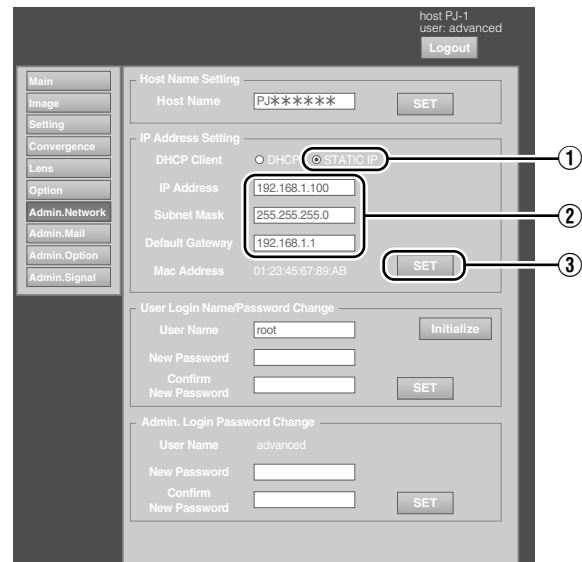 host PJ-1
user: advanced
Logout
Main
Image
Setting
Convergence
Lens
Option
Admin.Network
Admin.Mail
Admin.Option
Admin.Signal
Host Name Setting
Host Name PJ✶✶✶✶✶✶ SET
IP Address Setting
DHCP Client DHCP STATIC IP ①
IP Address 192.168.1.100
Subnet Mask 255.255.255.0 ②
Default Gateway 192.168.1.1
Mac Address 01:23:45:67:89:AB SET ③
User Login Name/Password Change
User Name root Initialize
New Password
Confirm
New Password SET
Admin. Login Password Change
User Name advanced
New Password
Confirm
New Password SET